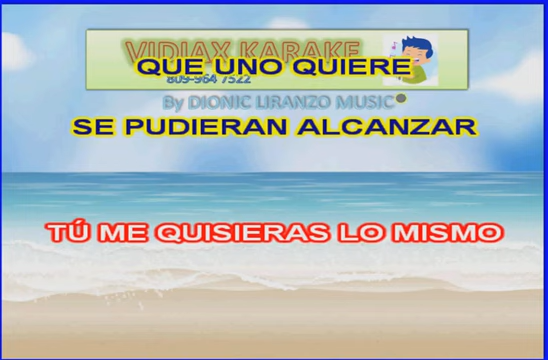 VIDIAX KARAKE
QUE UNO QUIERE
809-964 7522
By DIONIC LIRANZO MUSIC
SE PUDIERAN ALCANZAR
TÚ ME QUISIERAS LO MISMO